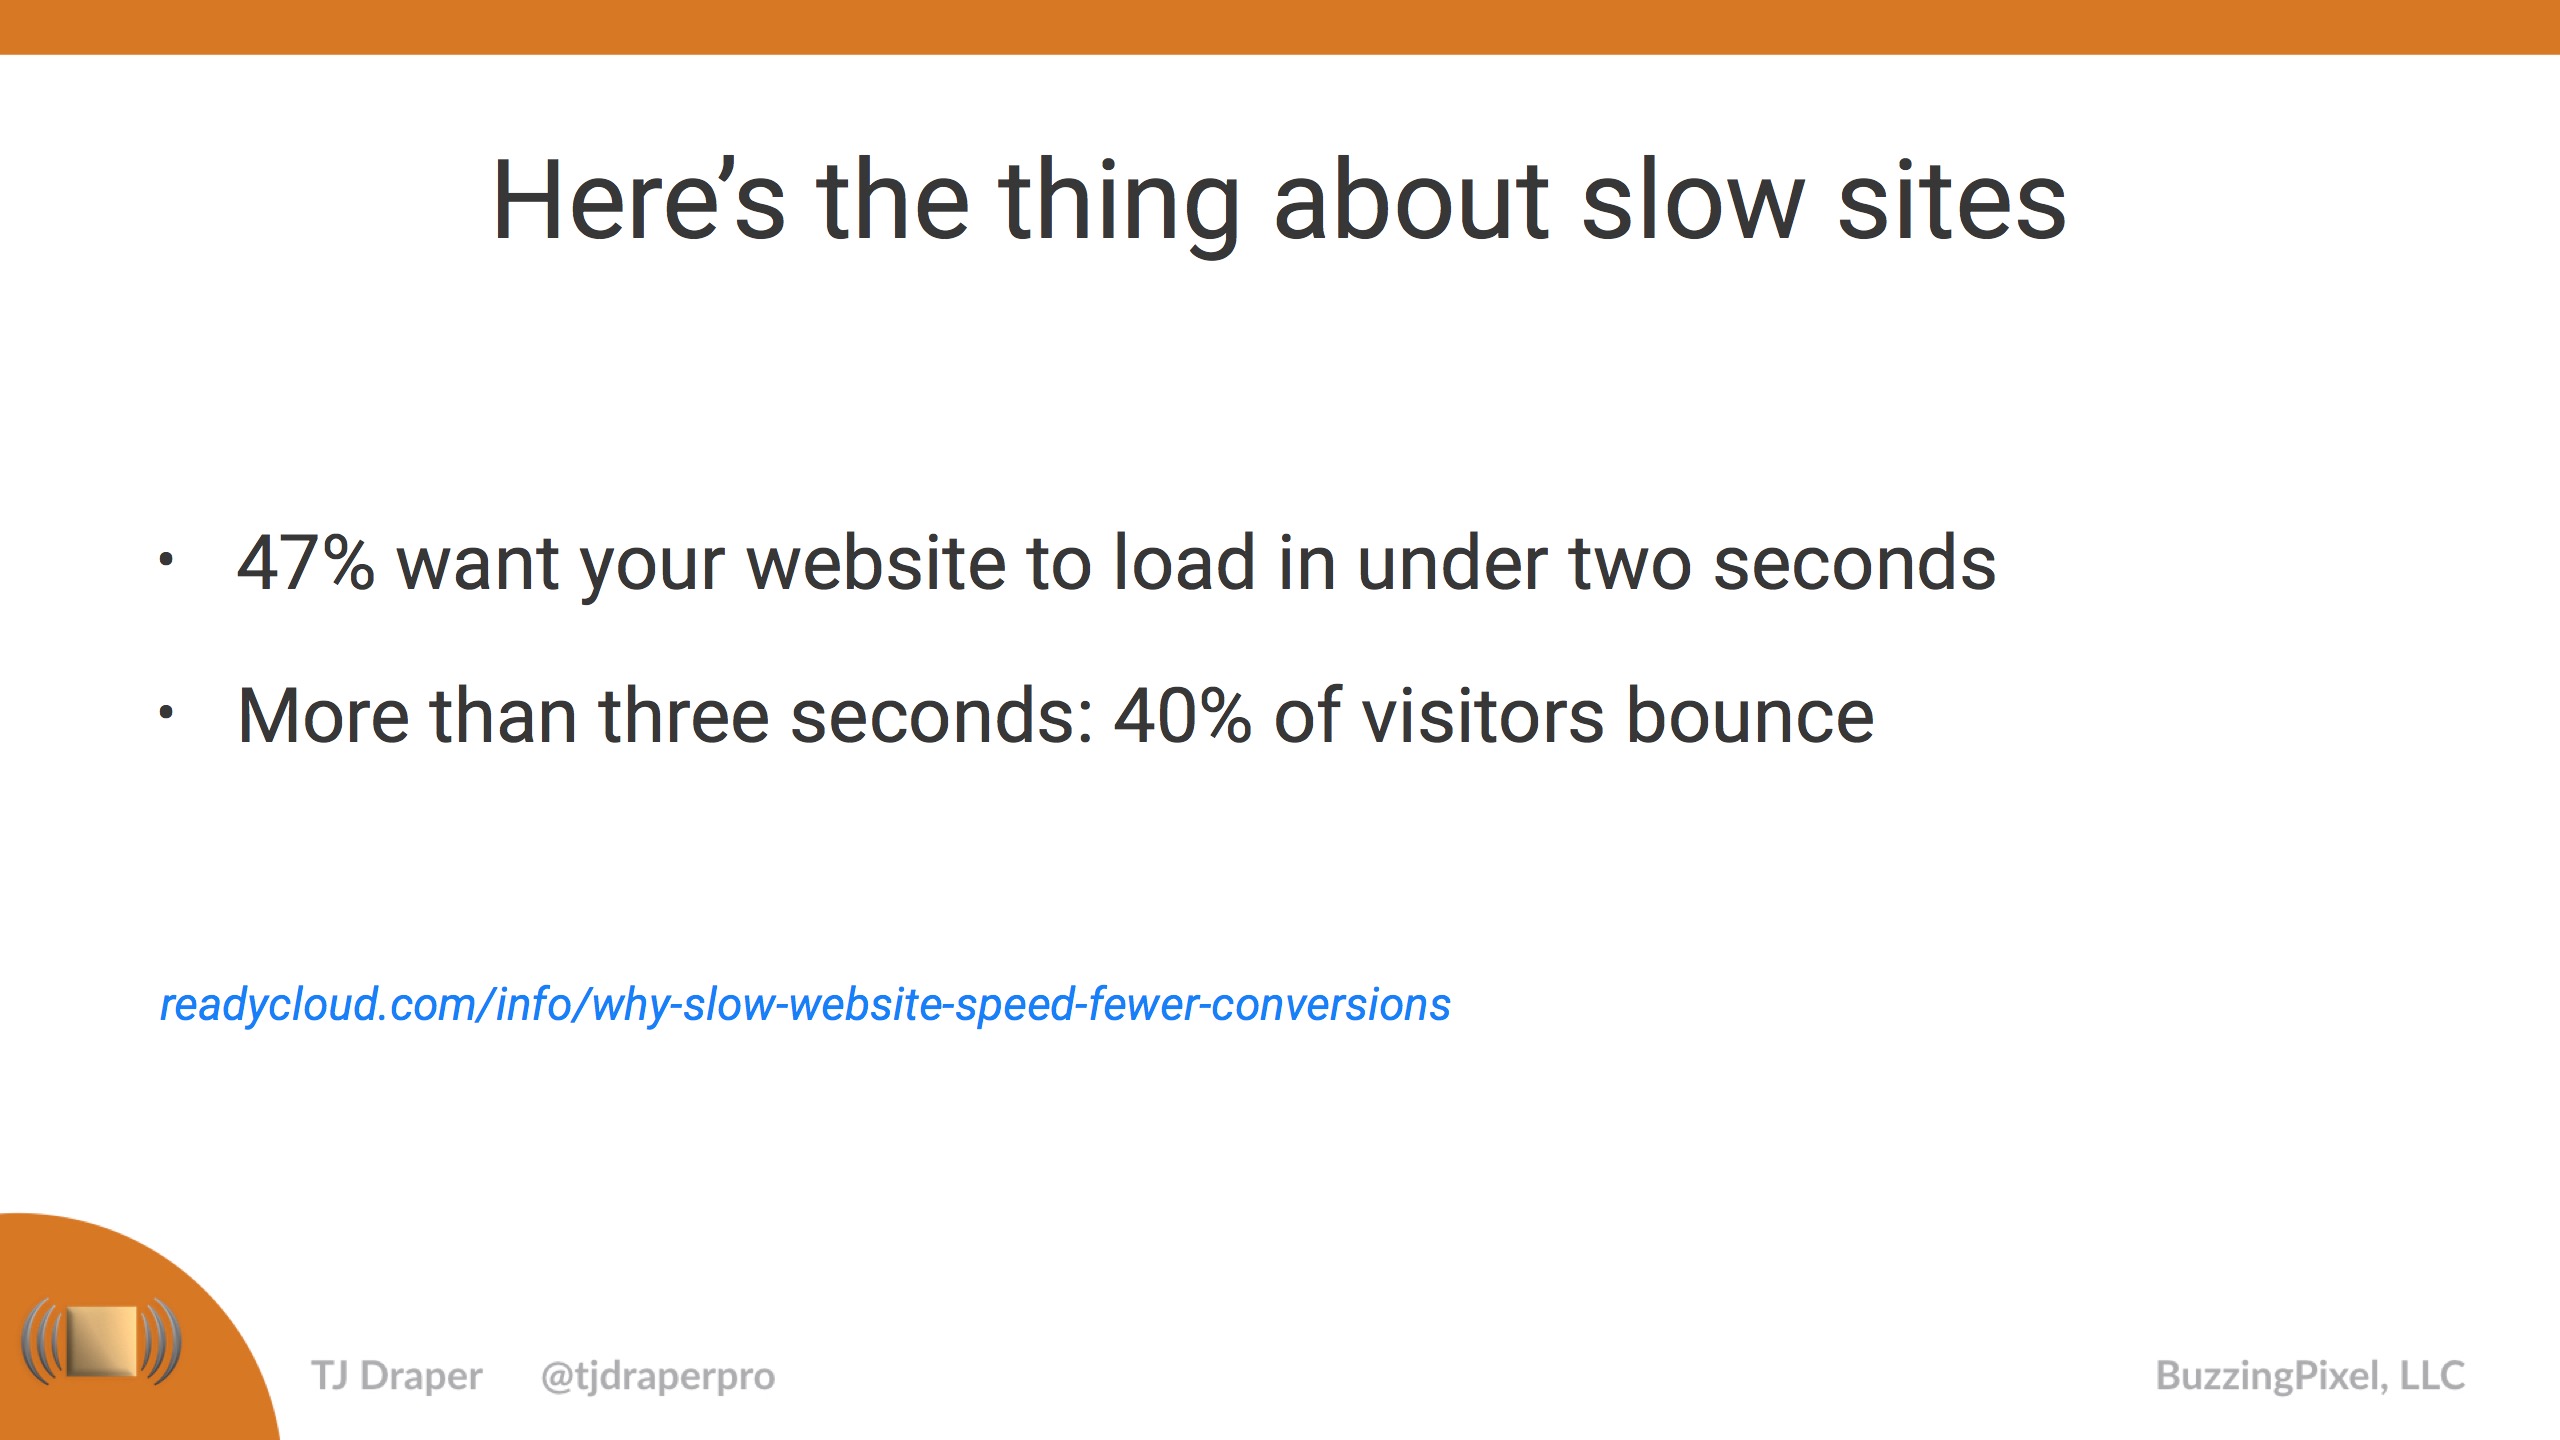 Here’s the thing about slow sites
• 47% want your website to load in under two seconds
• More than three seconds: 40% of visitors bounce
readycloud.com/info/why-slow-website-speed-fewer-conversions
TJ Draper @tjdraperpro BuzzingPixel, LLC